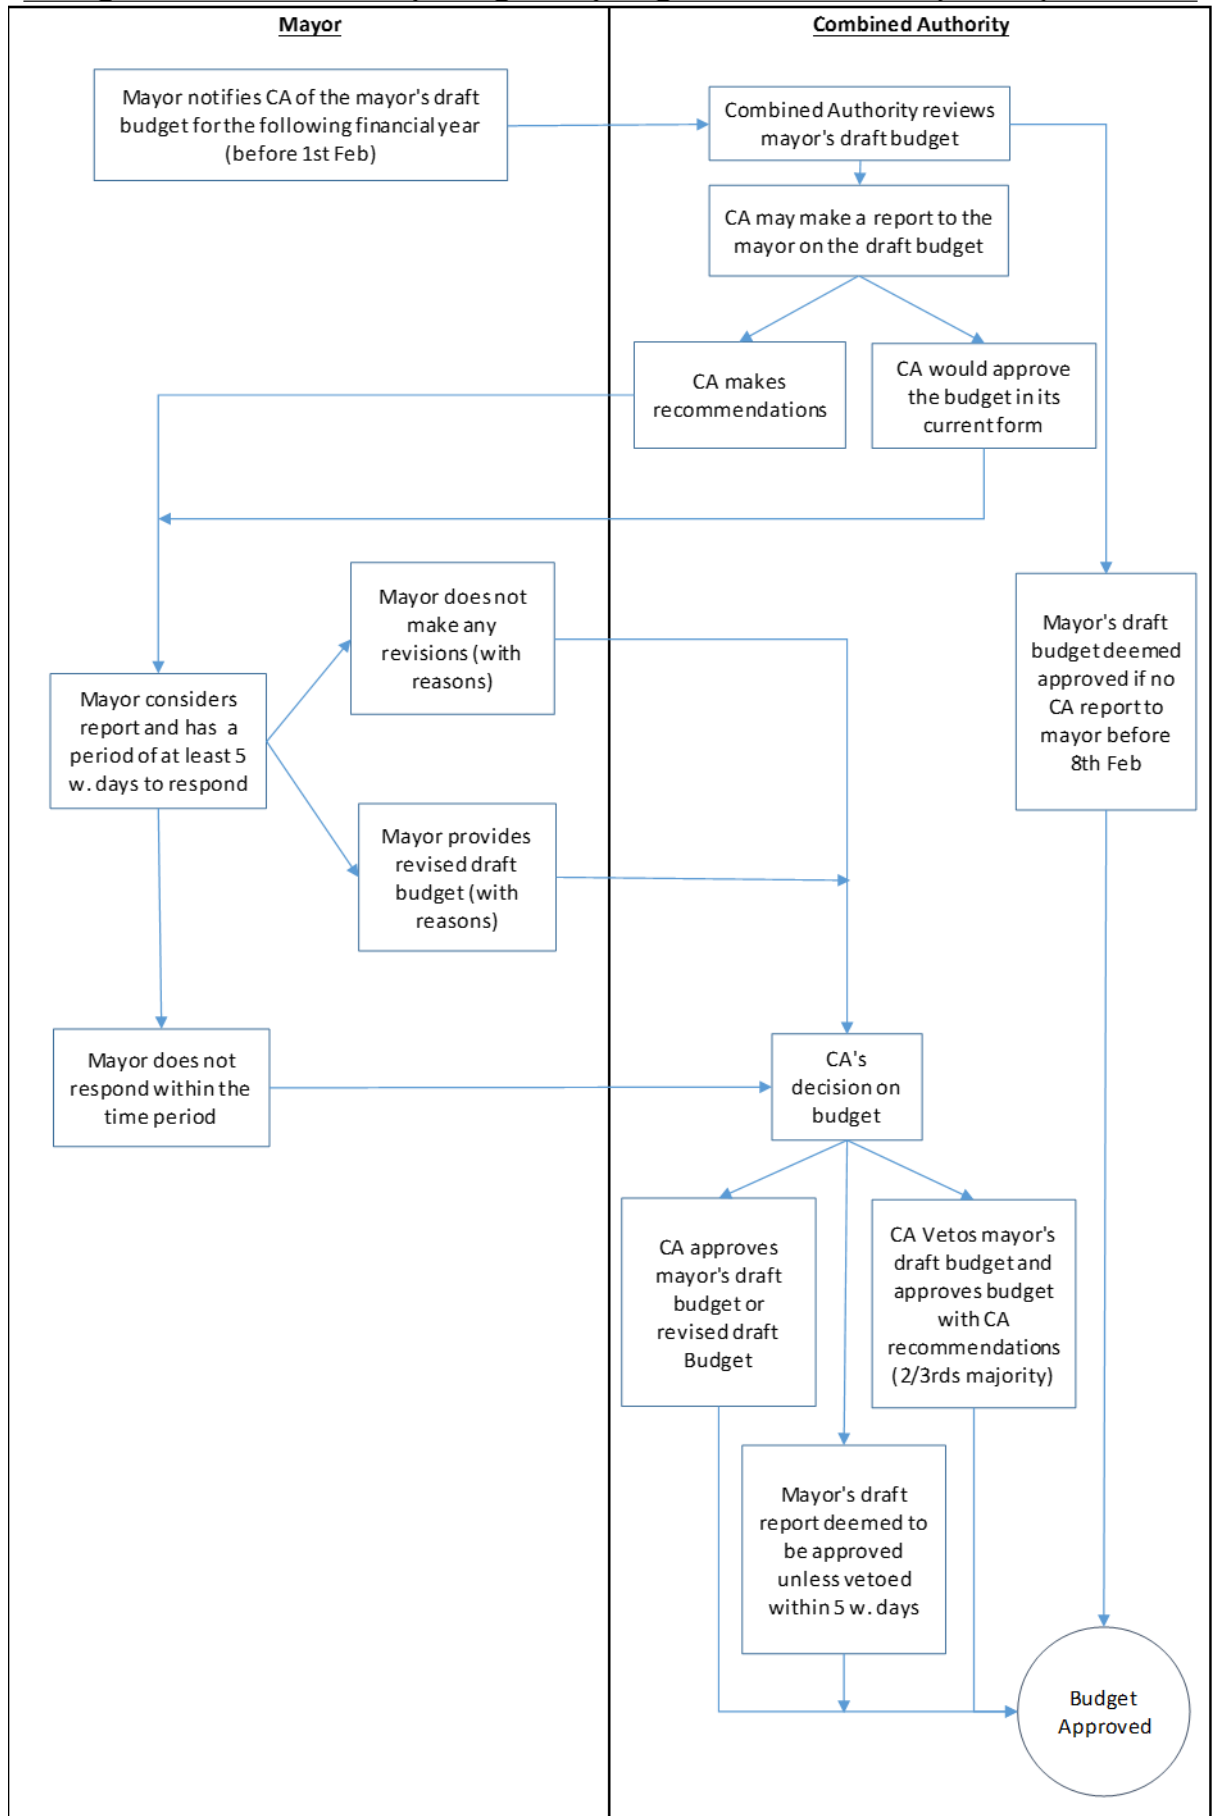 Mayor
Combined Authority
Mayor notifies CA of the mayor's draft
budget for the following financial year
(before 1st Feb)
Combined Authority reviews
mayor's draft budget
CA may make a report to the
mayor on the draft budget
CA makes
recommendations
CA would approve
the budget in its
current form
Mayor does not
make any
revisions (with
reasons)
Mayor's draft
budget deemed
approved if no
CA report to
mayor before
8th Feb
Mayor considers
report and has a
period of at least 5
w. days to respond
Mayor provides
revised draft
budget (with
reasons)
Mayor does not
respond within the
time period
CA's
decision on
budget
CA approves
mayor's draft
budget or
revised draft
Budget
CA Vetos mayor's
draft budget and
approves budget
with CA
recommendations
(2/3rds majority)
Mayor's draft
report deemed to
be approved
unless vetoed
within 5 w. days
Budget
Approved